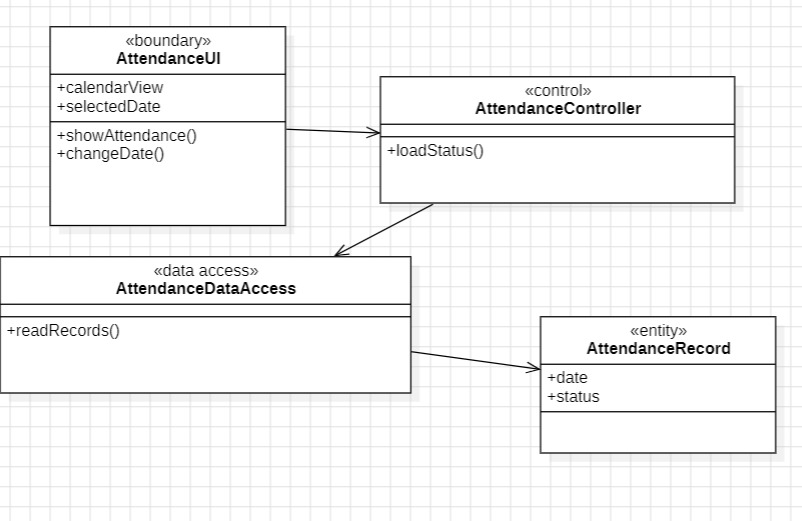 «boundary»
AttendanceUI
+calendarView
+selectedDate
+showAttendance()
+changeDate()
«control»
AttendanceController
+loadStatus()
«data access»
AttendanceDataAccess
+readRecords()
«entity»
AttendanceRecord
+date
+status